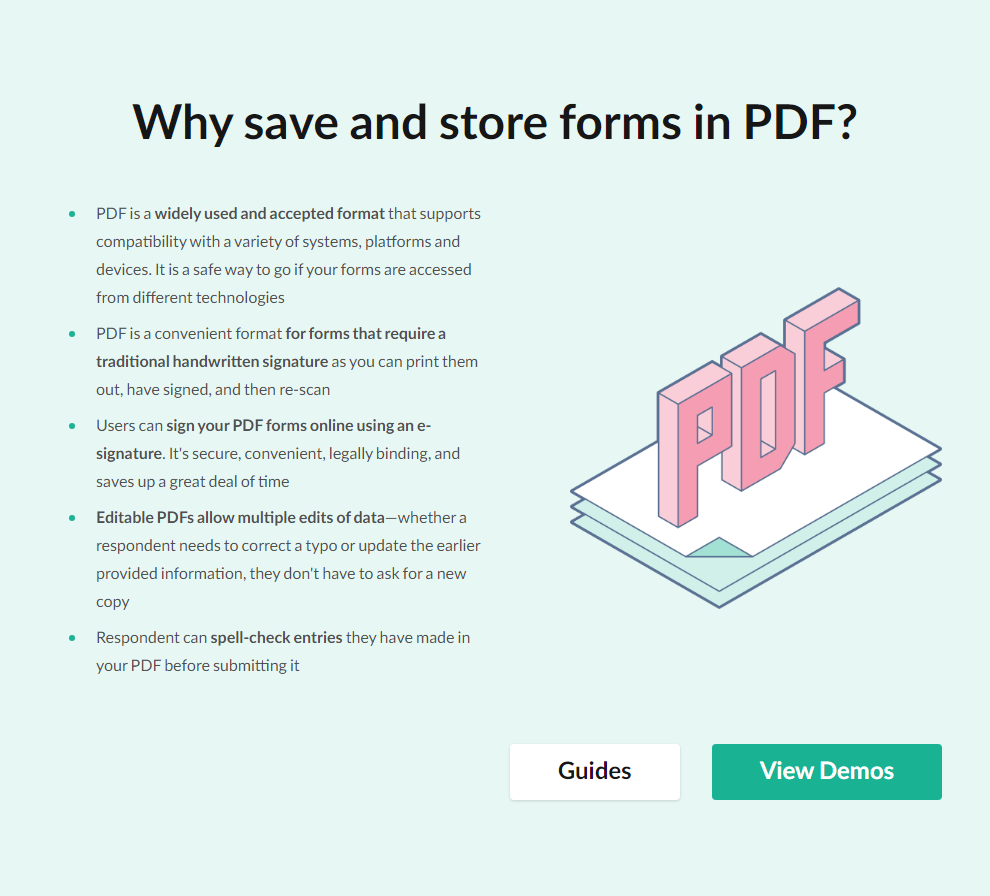 Why save and store forms in PDF?
PDF is a widely used and accepted format that supports
compatibility with a variety of systems, platforms and
devices. It is a safe way to go if your forms are accessed
from different technologies
PDF is a convenient format for forms that require a
traditional handwritten signature as you can print them
out, have signed, and then re-scan
Users can sign your PDF forms online using an e-
signature. It's secure, convenient, legally binding, and
saves up a great deal of time
Editable PDFs allow multiple edits of data—whether a
respondent needs to correct a typo or update the earlier
provided information, they don't have to ask for a new
copy
Respondent can spell-check entries they have made in
your PDF before submitting it
PDF
Guides
View Demos